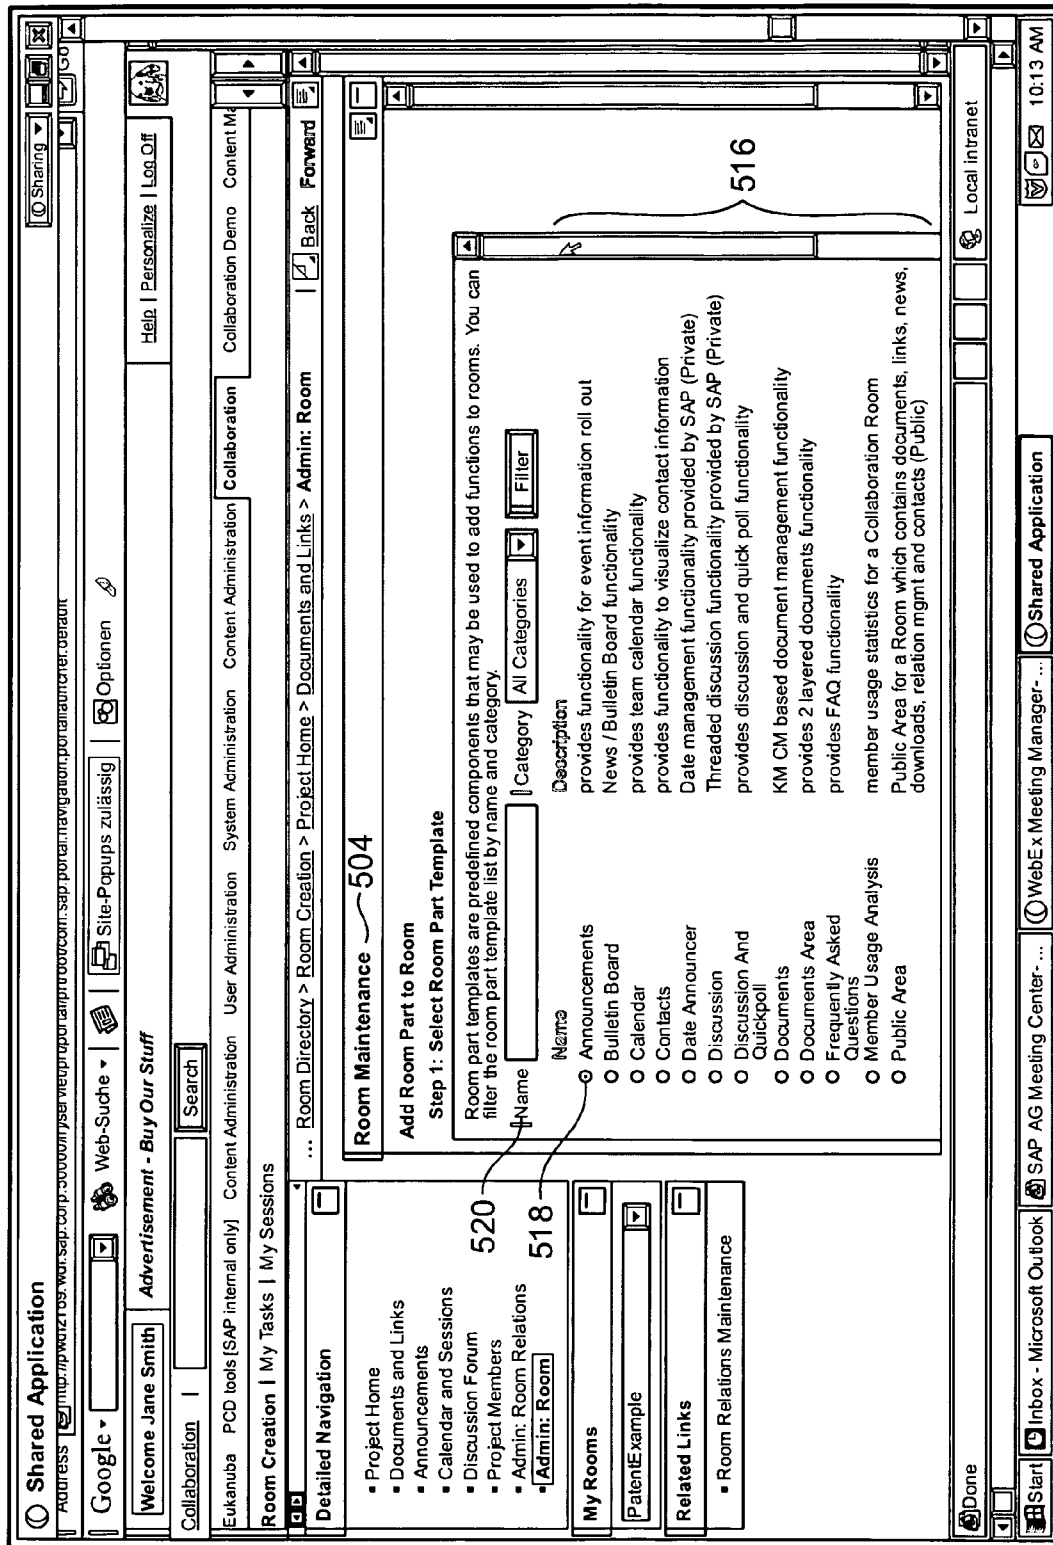 Shared Application
Sharing
Address
Go
Google
Web-Suche
Site-Popups zulässig
Optionen
Welcome Jane Smith
Advertisement - Buy Our Stuff
Help | Personalize | Log Off
Collaboration |
Search
Eukanuba PCD tools [SAP internal only] Content Administration User Administration System Administration Content Administration Collaboration Collaboration Demo Content Ma
Room Creation | My Tasks | My Sessions
Detailed Navigation
... Room Directory > Room Creation > Project Home > Documents and Links > Admin: Room
| Back Forward
▪ Project Home
▪ Documents and Links
▪ Announcements
▪ Calendar and Sessions
▪ Discussion Forum
▪ Project Members
▪ Admin: Room Relations
▪ Admin: Room
520
518
My Rooms
PatentExample
Related Links
▪ Room Relations Maintenance
Room Maintenance
504
Add Room Part to Room
Step 1: Select Room Part Template
Room part templates are predefined components that may be used to add functions to rooms. You can
filter the room part template list by name and category.
Name
Category All Categories Filter
Name Description
Announcements provides functionality for event information roll out
Bulletin Board News / Bulletin Board functionality
Calendar provides team calendar functionality
Contacts provides functionality to visualize contact information
Date Announcer Date management functionality provided by SAP (Private)
Discussion Threaded discussion functionality provided by SAP (Private)
Discussion And provides discussion and quick poll functionality
Quickpoll
Documents KM CM based document management functionality
Documents Area provides 2 layered documents functionality
Frequently Asked provides FAQ functionality
Questions
Member Usage Analysis member usage statistics for a Collaboration Room
Public Area Public Area for a Room which contains documents, links, news,
downloads, relation mgmt and contacts (Public)
516
Done
Local intranet
Start
Inbox - Microsoft Outlook
SAP AG Meeting Center- ...
WebEx Meeting Manager- ...
Shared Application
10:13 AM